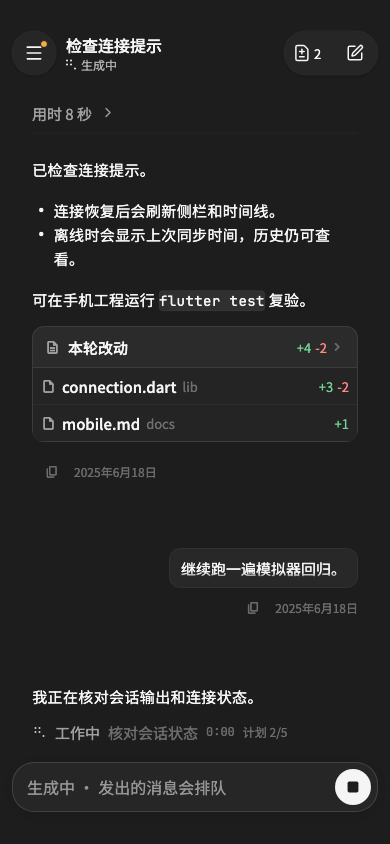 检查连接提示
生成中
2
用时 8 秒
已检查连接提示。
• 连接恢复后会刷新侧栏和时间线。
• 离线时会显示上次同步时间，历史仍可查
看。
可在手机工程运行 flutter test 复验。
本轮改动 +4 -2
connection.dart lib +3 -2
mobile.md docs +1
2025年6月18日
继续跑一遍模拟器回归。
2025年6月18日
我正在核对会话输出和连接状态。
工作中 核对会话状态 0:00 计划 2/5
生成中 · 发出的消息会排队